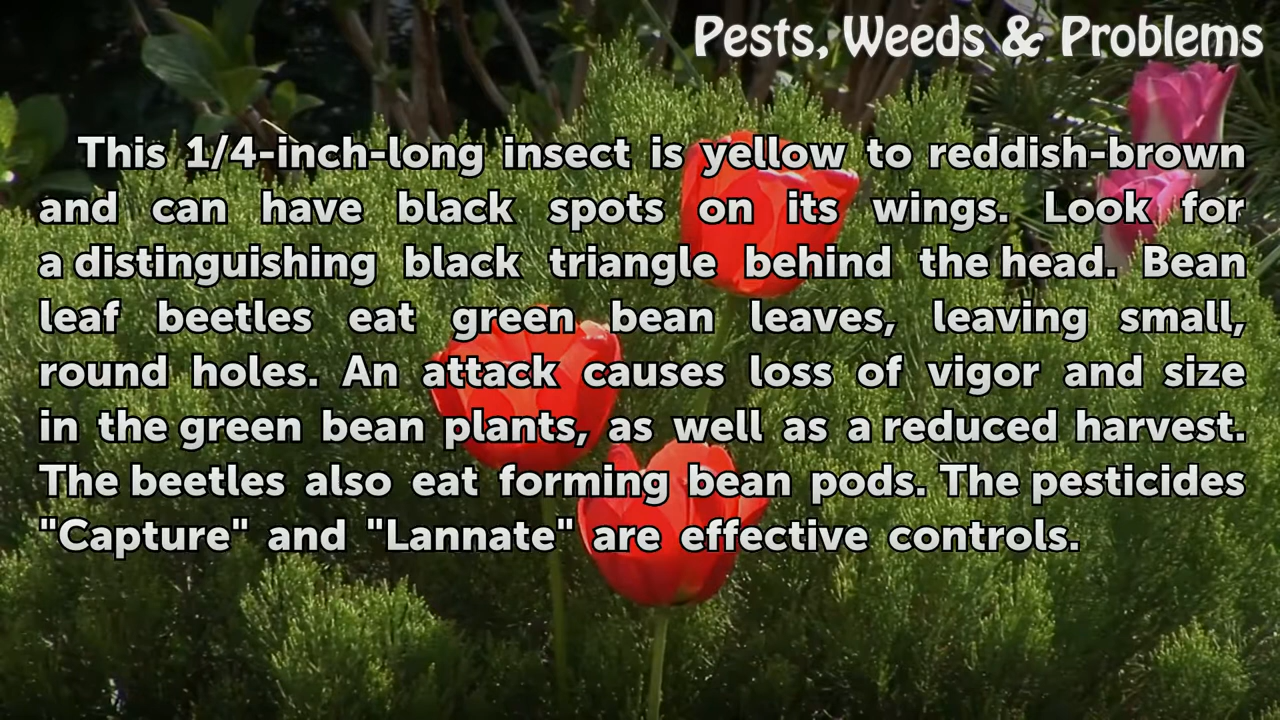 Pests, Weeds & Problems
This 1/4-inch-long insect is yellow to reddish-brown
and can have black spots on its wings. Look for
a distinguishing black triangle behind the head. Bean
leaf beetles eat green bean leaves, leaving small,
round holes. An attack causes loss of vigor and size
in the green bean plants, as well as a reduced harvest.
The beetles also eat forming bean pods. The pesticides
"Capture" and "Lannate" are effective controls.